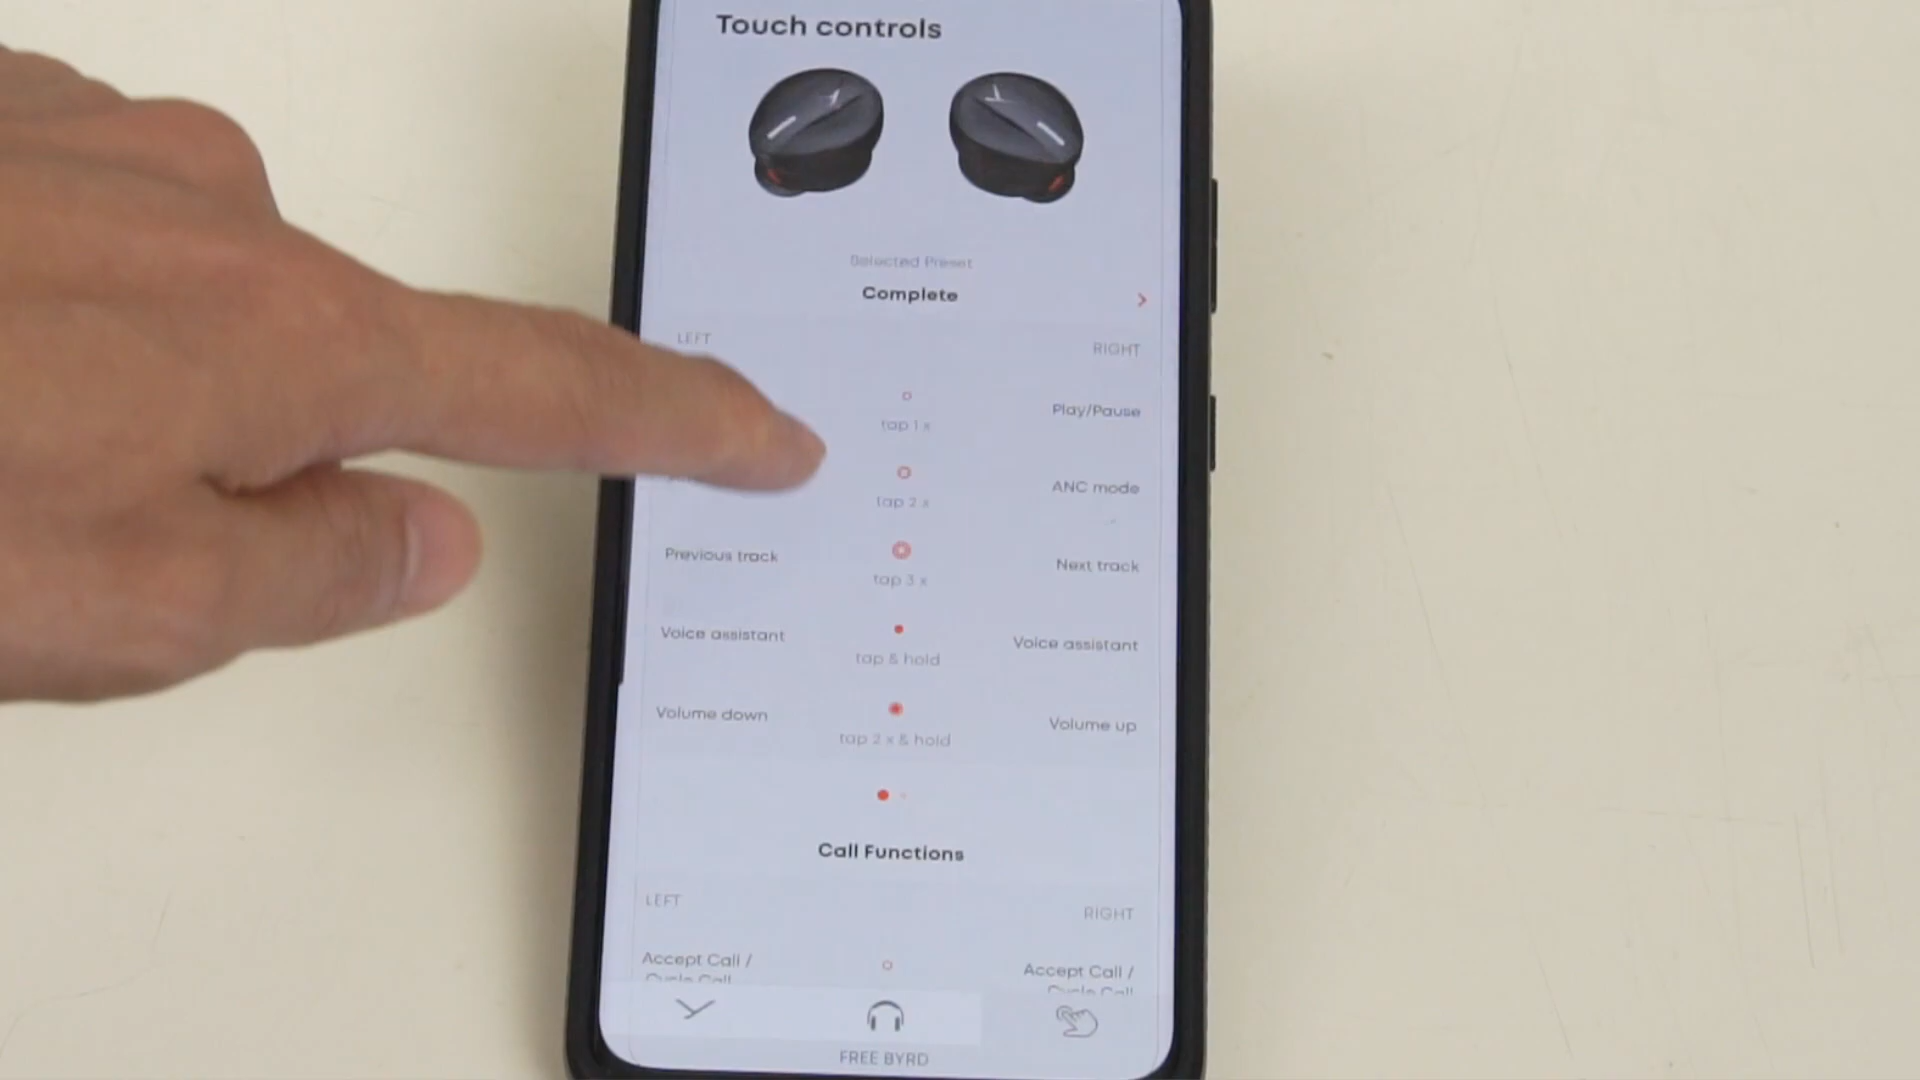 Touch controls
Selected Preset
Complete
LEFT
RIGHT
tap 1 x
Play/Pause
tap 2 x
ANC mode
Previous track
tap 3 x
Next track
Voice assistant
tap & hold
Voice assistant
Volume down
tap 2 x & hold
Volume up
Call Functions
LEFT
RIGHT
Accept Call /
Accept Call /
FREE BYRD